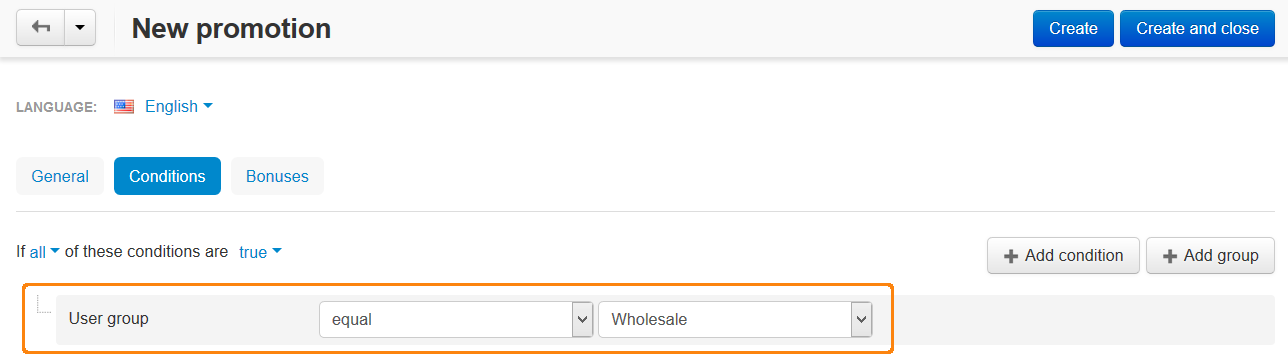 New promotion
Create
Create and close
LANGUAGE: English
General
Conditions
Bonuses
If all of these conditions are true
Add condition
Add group
User group
equal
Wholesale